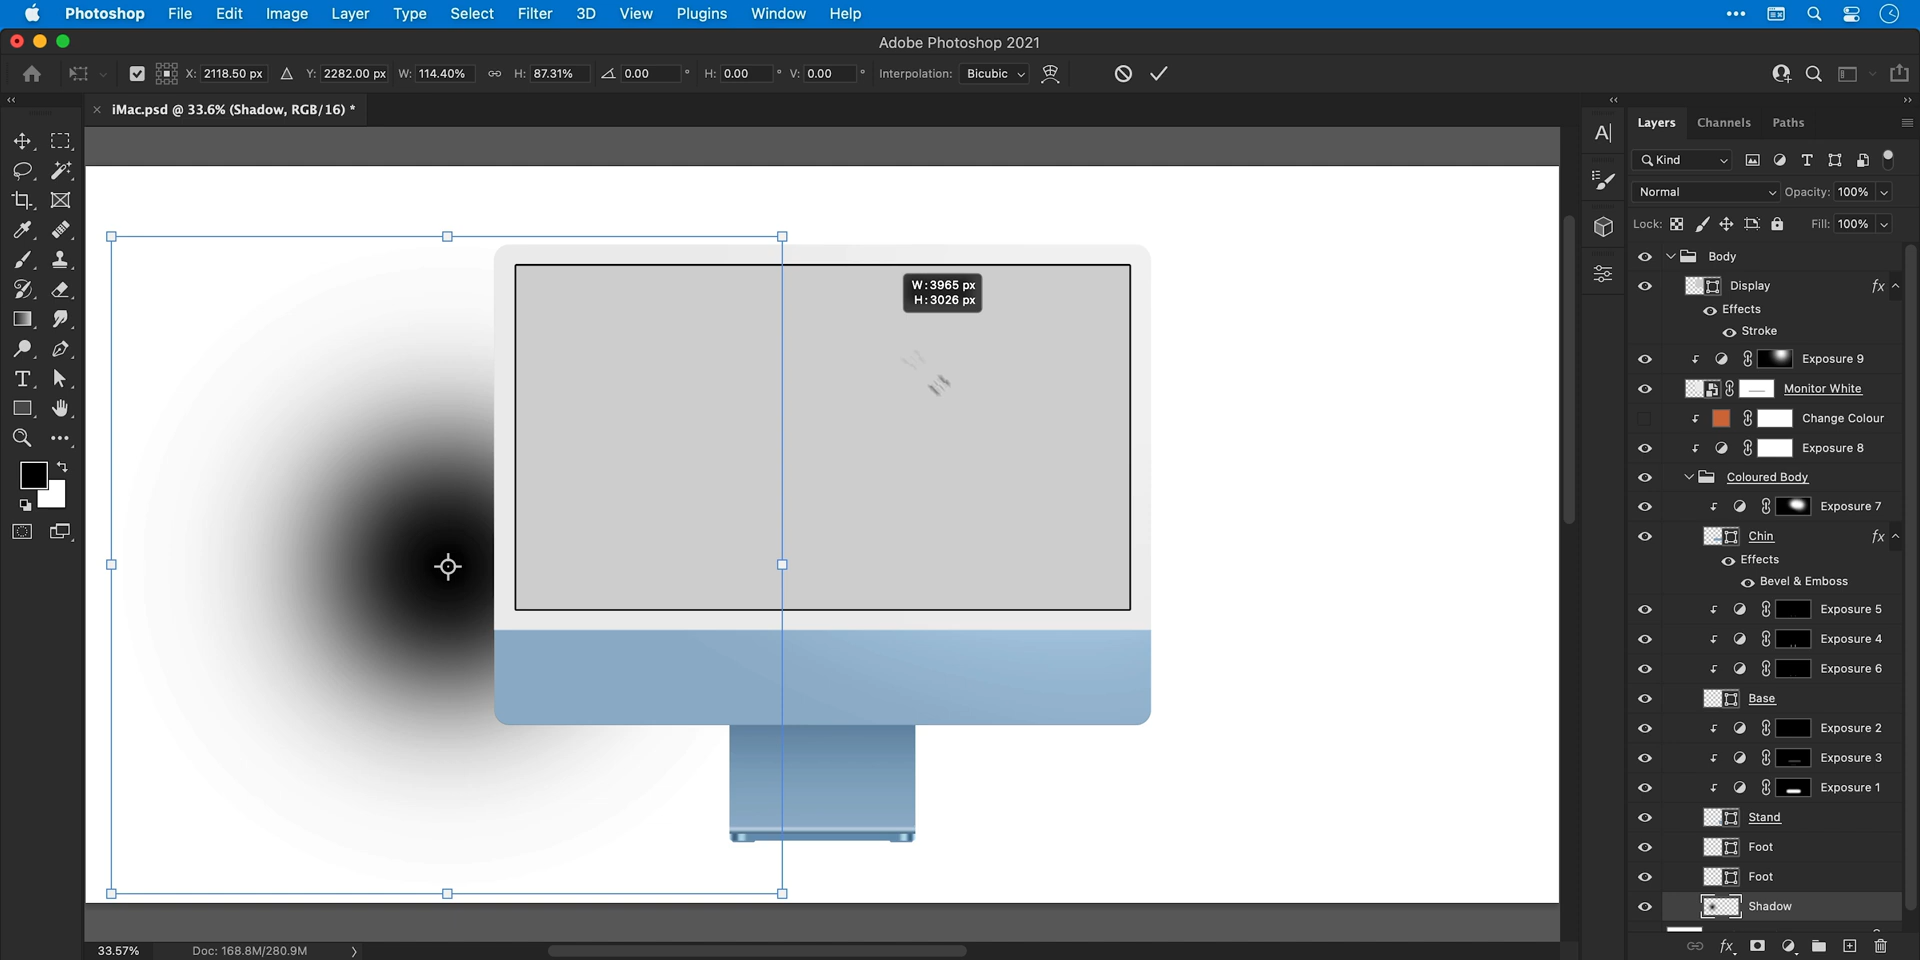 Photoshop File Edit Image Layer Type Select Filter 3D View Plugins Window Help
Adobe Photoshop 2021
X: 2118.50 px Y: 2282.00 px W: 114.40% H: 87.31% 0.00 ° H: 0.00 ° V: 0.00 ° Interpolation: Bicubic
iMac.psd @ 33.6% (Shadow, RGB/16) *
Layers Channels Paths
Kind
Normal Opacity: 100%
Lock: Fill: 100%
Body
Display fx
Effects
Stroke
Exposure 9
Monitor White
Change Colour
Exposure 8
Coloured Body
Exposure 7
Chin fx
Effects
Bevel & Emboss
Exposure 5
Exposure 4
Exposure 6
Base
Exposure 2
Exposure 3
Exposure 1
Stand
Foot
Foot
Shadow
fx
W: 3965 px
H: 3026 px
33.57% Doc: 168.8M/280.9M